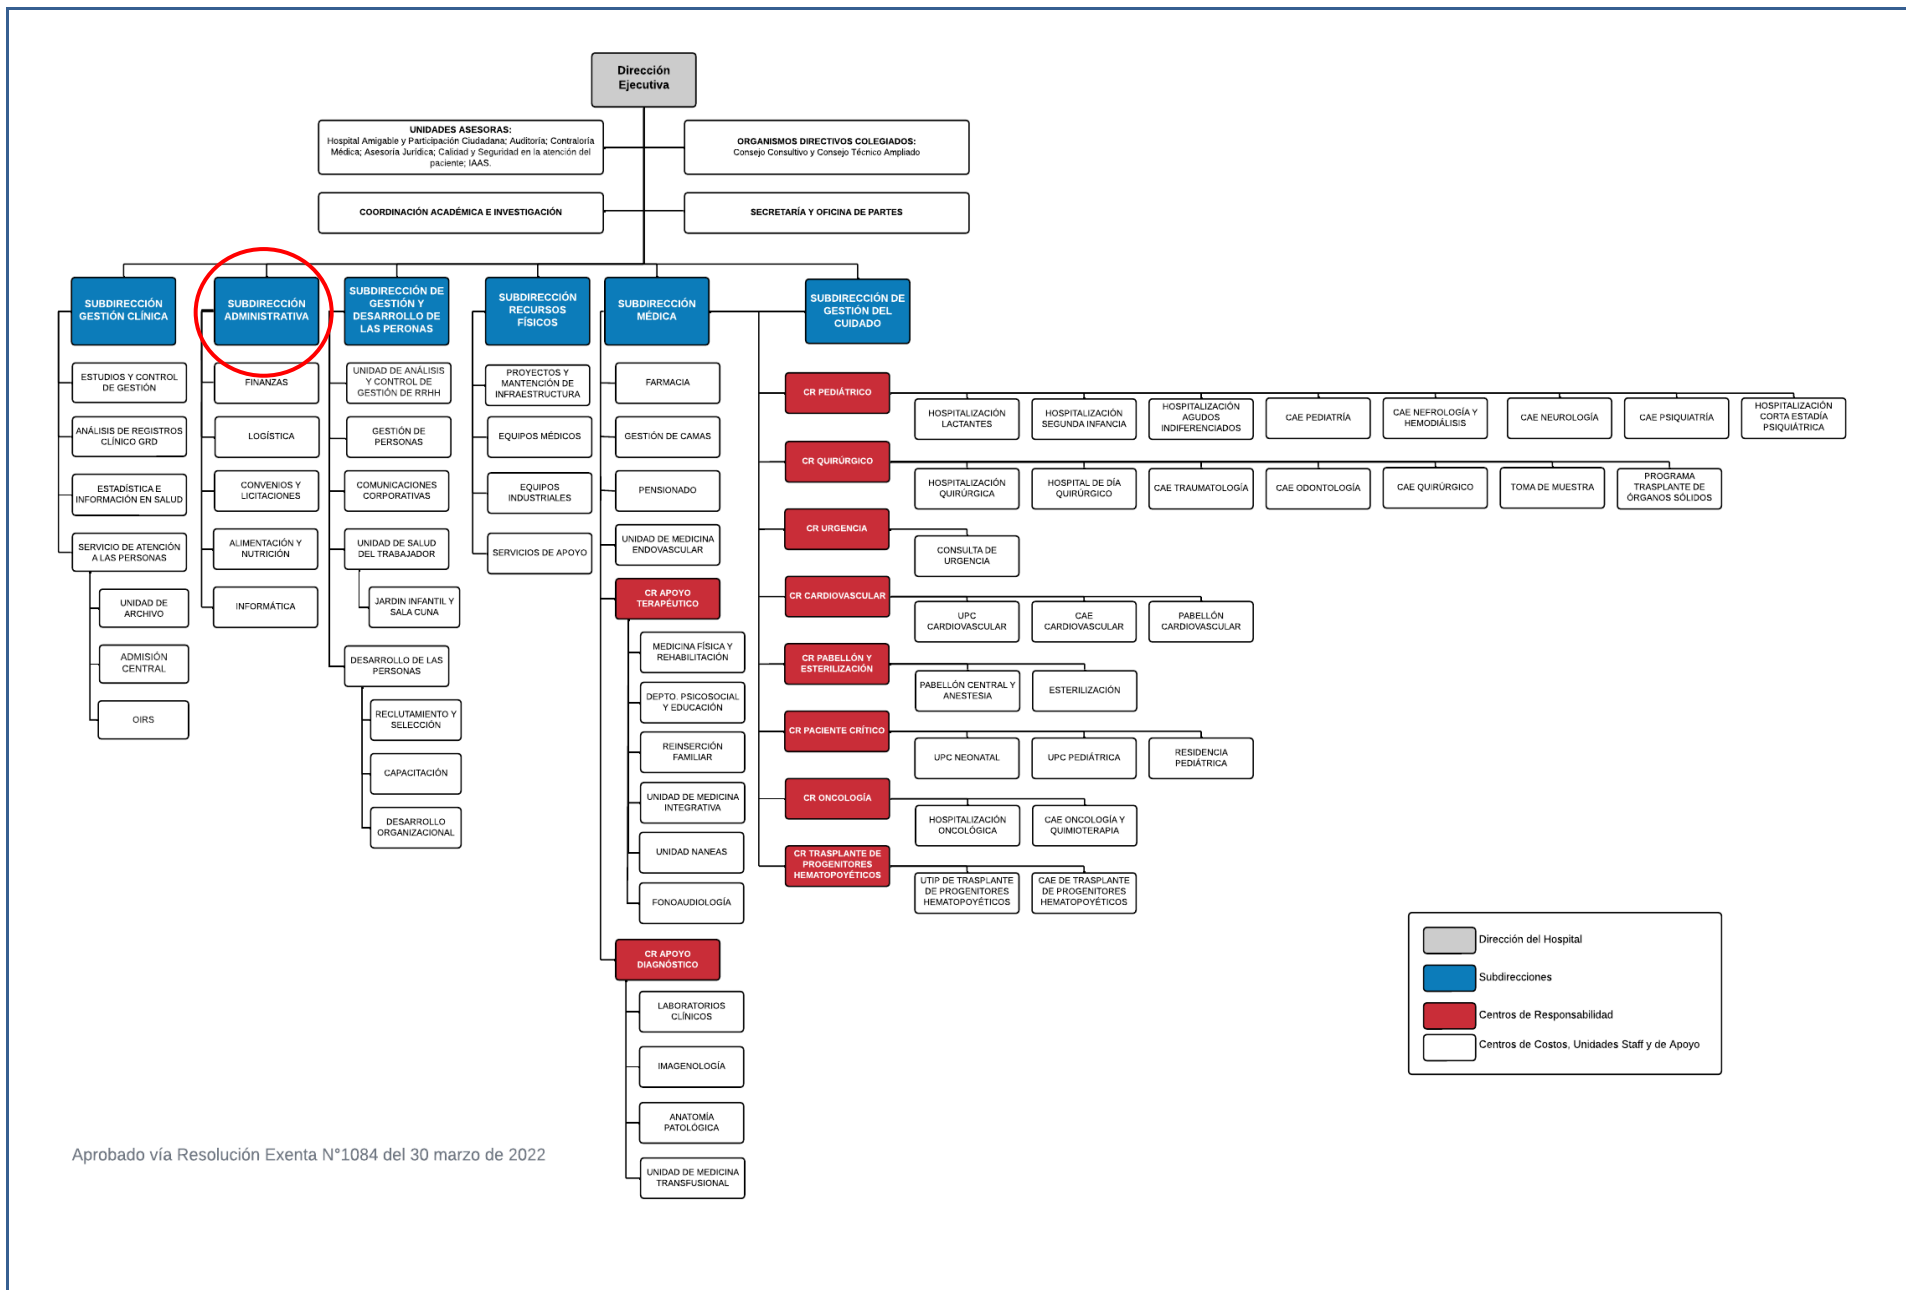 Dirección
Ejecutiva
UNIDADES ASESORAS:
Hospital Amigable y Participación Ciudadana; Auditoría; Contraloría
Médica; Asesoría Jurídica; Calidad y Seguridad en la atención del
paciente; IAAS.
ORGANISMOS DIRECTIVOS COLEGIADOS:
Consejo Consultivo y Consejo Técnico Ampliado
COORDINACIÓN ACADÉMICA E INVESTIGACIÓN
SECRETARÍA Y OFICINA DE PARTES
SUBDIRECCIÓN
GESTIÓN CLÍNICA
ESTUDIOS Y CONTROL
DE GESTIÓN
ANÁLISIS DE REGISTROS
CLÍNICO GRD
ESTADÍSTICA E
INFORMACIÓN EN SALUD
SERVICIO DE ATENCIÓN
A LAS PERSONAS
UNIDAD DE
ARCHIVO
ADMISIÓN
CENTRAL
OIRS
SUBDIRECCIÓN
ADMINISTRATIVA
FINANZAS
LOGÍSTICA
CONVENIOS Y
LICITACIONES
ALIMENTACIÓN Y
NUTRICIÓN
INFORMÁTICA
SUBDIRECCIÓN DE
GESTIÓN Y
DESARROLLO DE
LAS PERONAS
UNIDAD DE ANÁLISIS
Y CONTROL DE
GESTIÓN DE RRHH
GESTIÓN DE
PERSONAS
COMUNICACIONES
CORPORATIVAS
UNIDAD DE SALUD
DEL TRABAJADOR
JARDIN INFANTIL Y
SALA CUNA
DESARROLLO DE LAS
PERSONAS
RECLUTAMIENTO Y
SELECCIÓN
CAPACITACIÓN
DESARROLLO
ORGANIZACIONAL
SUBDIRECCIÓN
RECURSOS
FÍSICOS
PROYECTOS Y
MANTENCIÓN DE
INFRAESTRUCTURA
EQUIPOS MÉDICOS
EQUIPOS
INDUSTRIALES
SERVICIOS DE APOYO
SUBDIRECCIÓN
MÉDICA
FARMACIA
GESTIÓN DE CAMAS
PENSIONADO
UNIDAD DE MEDICINA
ENDOVASCULAR
CR APOYO
TERAPÉUTICO
MEDICINA FÍSICA Y
REHABILITACIÓN
DEPTO. PSICOSOCIAL
Y EDUCACIÓN
REINSERCIÓN
FAMILIAR
UNIDAD DE MEDICINA
INTEGRATIVA
UNIDAD NANEAS
FONOAUDIOLOGÍA
CR APOYO
DIAGNÓSTICO
LABORATORIOS
CLÍNICOS
IMAGENOLOGÍA
ANATOMÍA
PATOLÓGICA
UNIDAD DE MEDICINA
TRANSFUSIONAL
SUBDIRECCIÓN DE
GESTIÓN DEL
CUIDADO
CR PEDIÁTRICO
HOSPITALIZACIÓN
LACTANTES
HOSPITALIZACIÓN
SEGUNDA INFANCIA
HOSPITALIZACIÓN
AGUDOS
INDIFERENCIADOS
CAE PEDIATRÍA
CAE NEFROLOGÍA Y
HEMODIÁLISIS
CAE NEUROLOGÍA
CAE PSIQUIATRÍA
HOSPITALIZACIÓN
CORTA ESTADÍA
PSIQUIÁTRICA
CR QUIRÚRGICO
HOSPITALIZACIÓN
QUIRÚRGICA
HOSPITAL DE DÍA
QUIRÚRGICO
CAE TRAUMATOLOGÍA
CAE ODONTOLOGÍA
CAE QUIRÚRGICO
TOMA DE MUESTRA
PROGRAMA
TRASPLANTE DE
ÓRGANOS SÓLIDOS
CR URGENCIA
CONSULTA DE
URGENCIA
CR CARDIOVASCULAR
UPC
CARDIOVASCULAR
CAE
CARDIOVASCULAR
PABELLÓN
CARDIOVASCULAR
CR PABELLÓN Y
ESTERILIZACIÓN
PABELLÓN CENTRAL Y
ANESTESIA
ESTERILIZACIÓN
CR PACIENTE CRÍTICO
UPC NEONATAL
UPC PEDIÁTRICA
RESIDENCIA
PEDIÁTRICA
CR ONCOLOGÍA
HOSPITALIZACIÓN
ONCOLÓGICA
CAE ONCOLOGÍA Y
QUIMIOTERAPIA
CR TRASPLANTE DE
PROGENITORES
HEMATOPOYÉTICOS
UTIP DE TRASPLANTE
DE PROGENITORES
HEMATOPOYÉTICOS
CAE DE TRASPLANTE
DE PROGENITORES
HEMATOPOYÉTICOS
Dirección del Hospital
Subdirecciones
Centros de Responsabilidad
Centros de Costos, Unidades Staff y de Apoyo
Aprobado vía Resolución Exenta N°1084 del 30 marzo de 2022